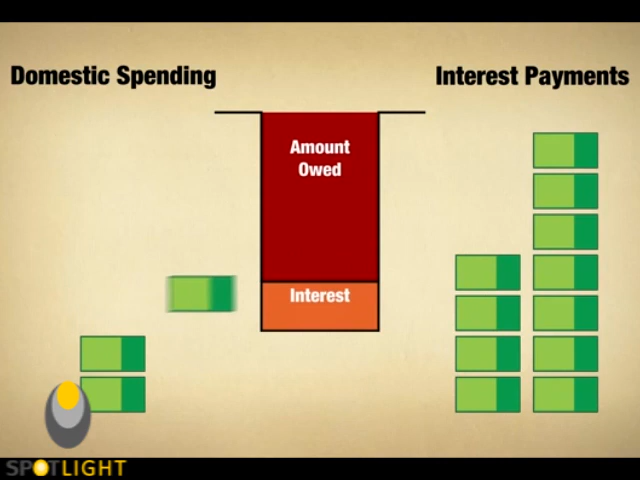 Domestic Spending
Interest Payments
Amount
Owed
Interest
SPOTLIGHT